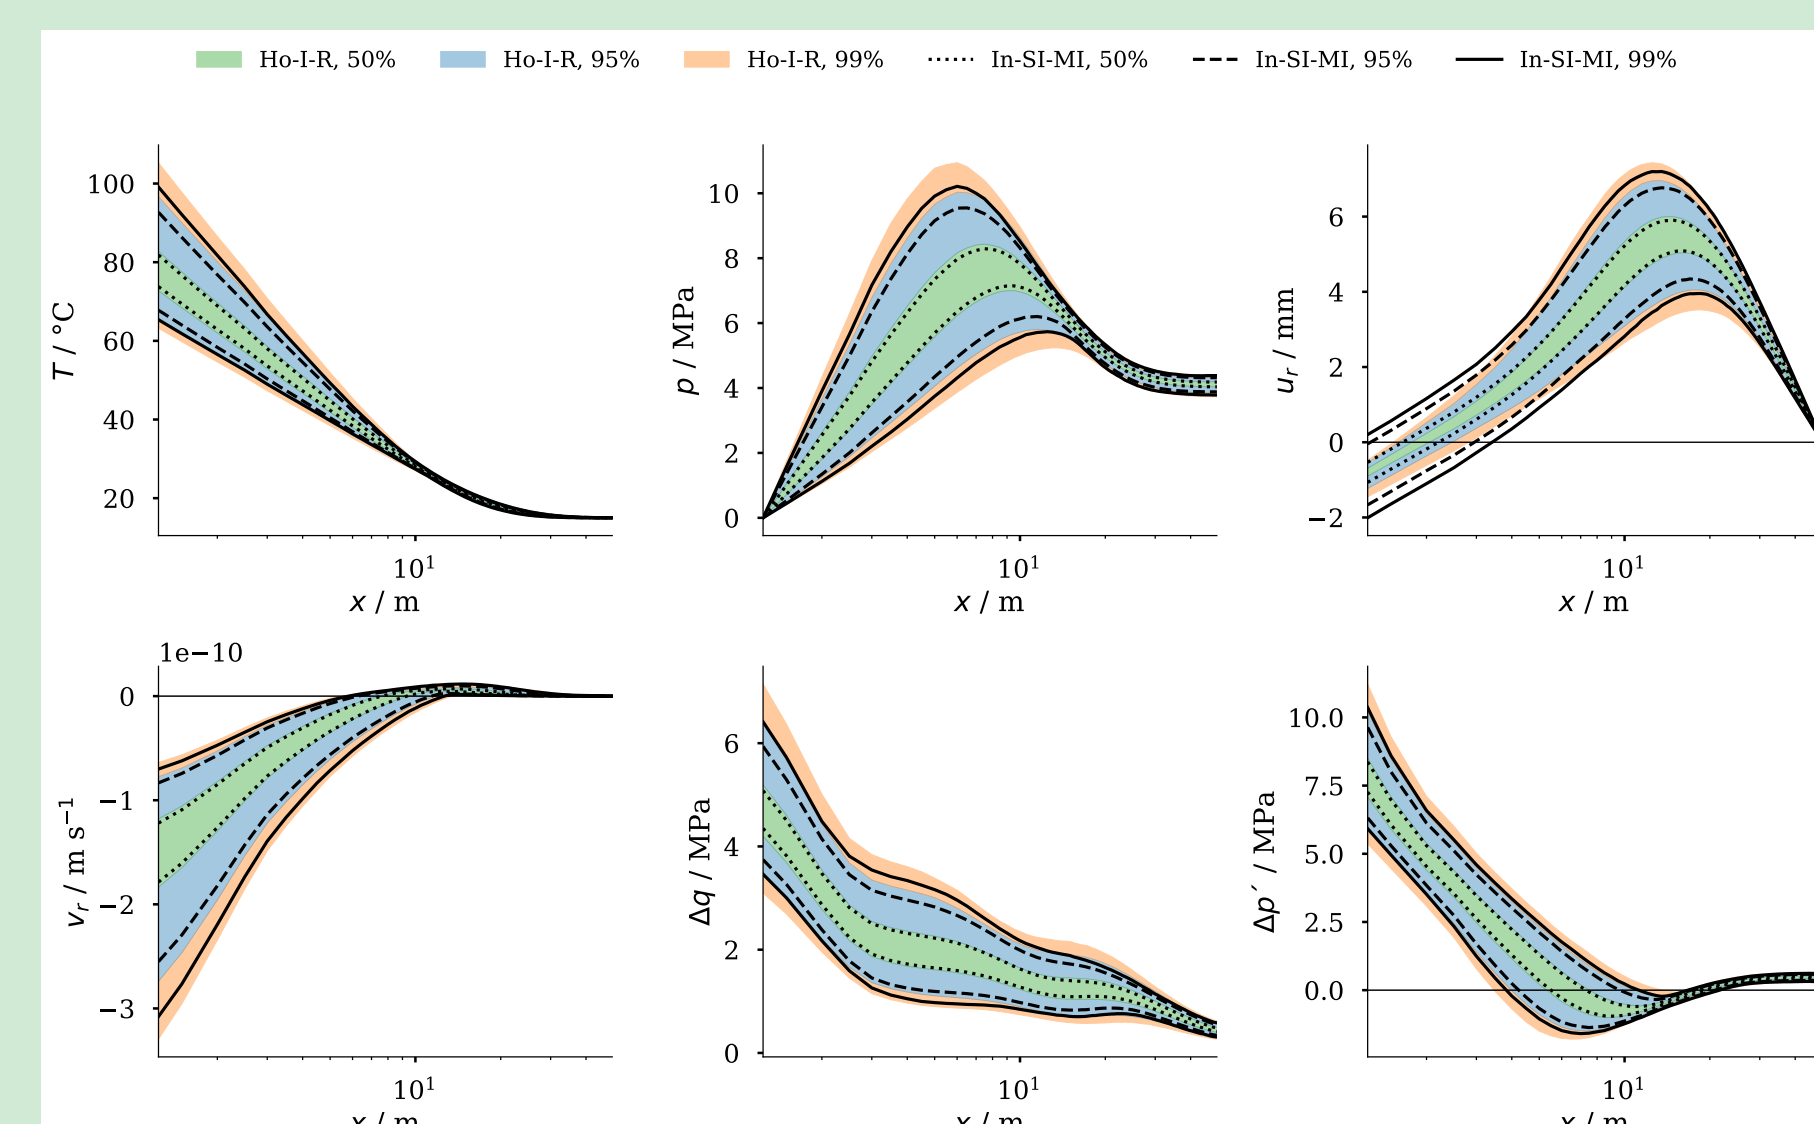 Ho-I-R, 50% Ho-I-R, 95% Ho-I-R, 99% In-SI-MI, 50% In-SI-MI, 95% In-SI-MI, 99%
T / °C
100
80
60
40
20
10¹
x / m
p / MPa
10
8
6
4
2
0
10¹
x / m
u_r / mm
6
4
2
0
−2
10¹
x / m
1e−10
v_r / m s⁻¹
0
−1
−2
−3
10¹
x / m
Δq / MPa
6
4
2
0
10¹
x / m
Δp′ / MPa
10.0
7.5
5.0
2.5
0.0
10¹
x / m